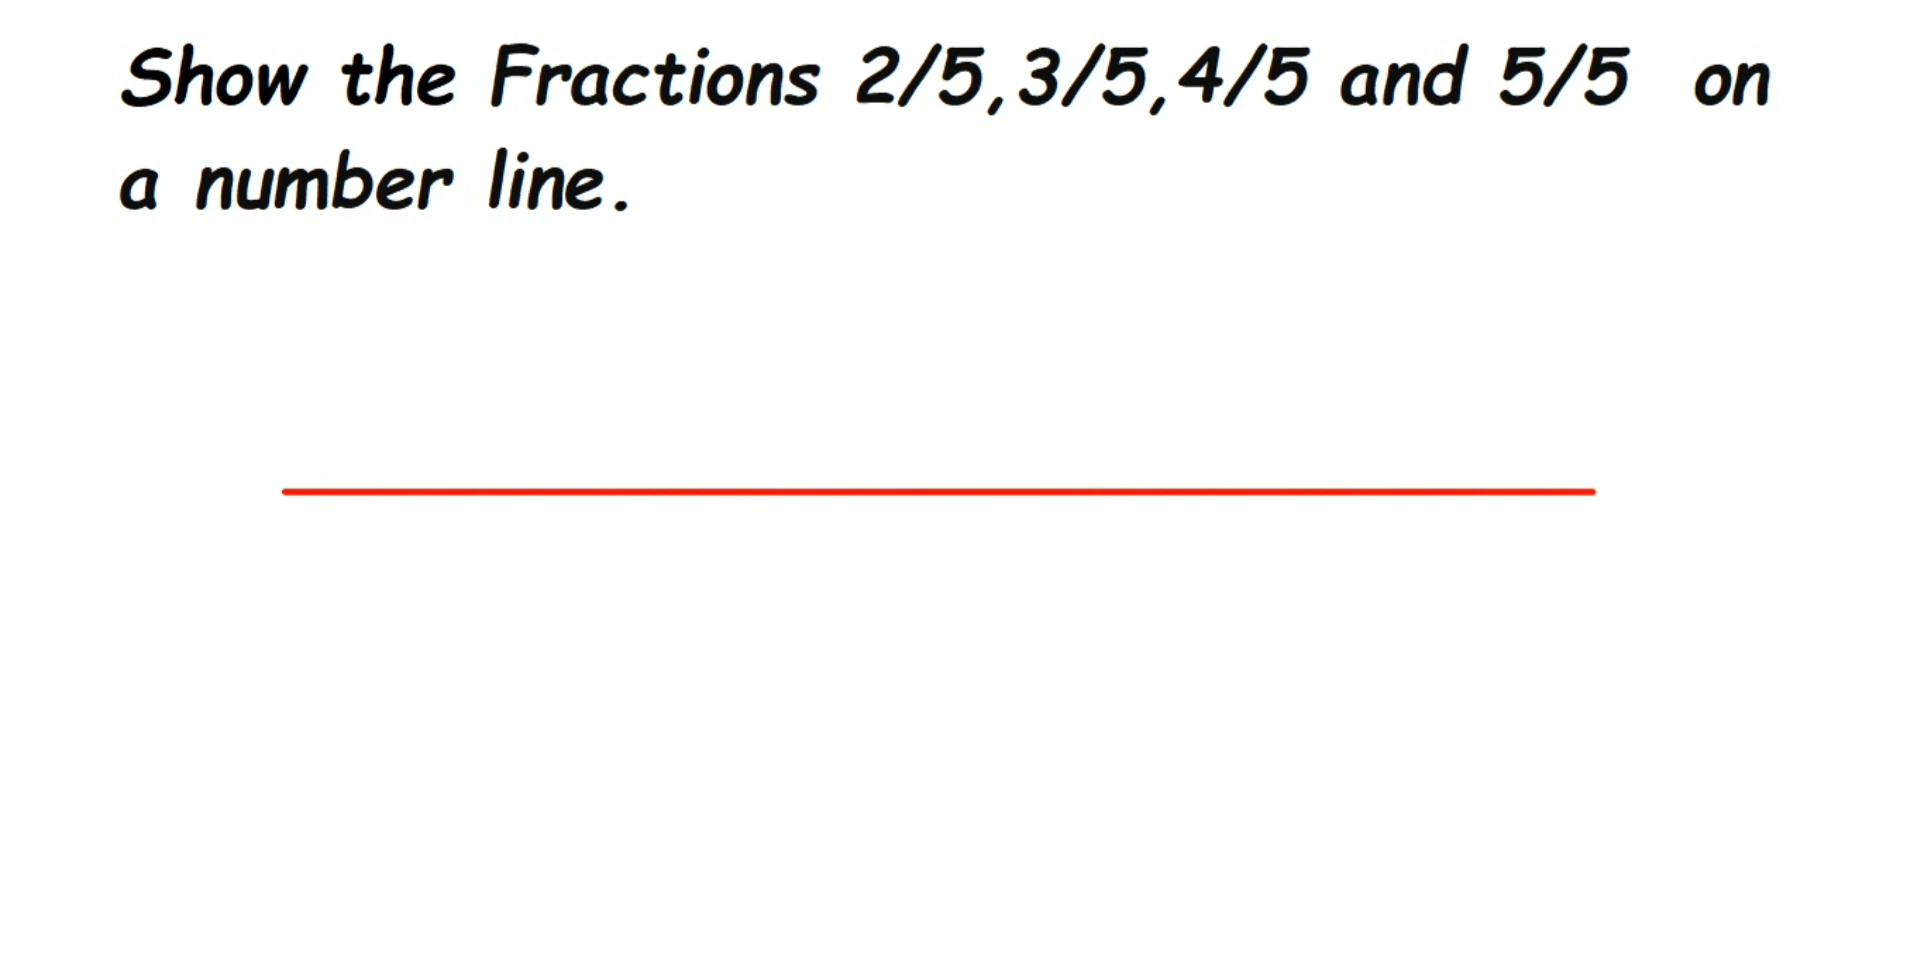 Show the Fractions 2/5,3/5,4/5 and 5/5 on
a number line.